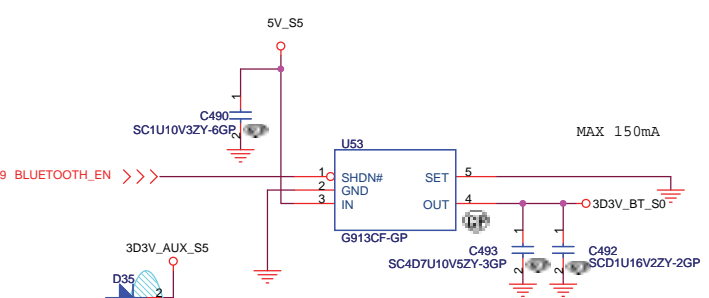 5V_S5
1
C490
SC1U10V3ZY-6GP
2
U53
MAX 150mA
9 BLUETOOTH_EN
1 SHDN# SET 5
2 GND
3 IN OUT 4
3D3V_BT_S0
GP
G913CF-GP
1 1
3D3V_AUX_S5
C493 C492
SC4D7U10V5ZY-3GP SCD1U16V2ZY-2GP
2 2
D35
2